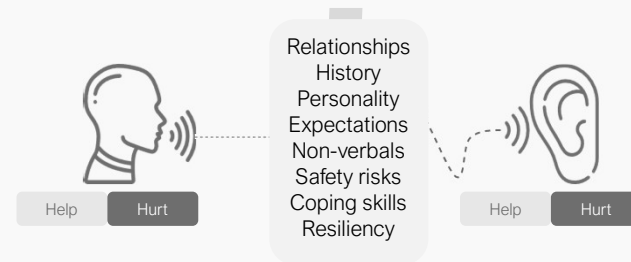 Relationships
History
Personality
Expectations
Non-verbals
Safety risks
Coping skills
Resiliency
Help Hurt
Help Hurt